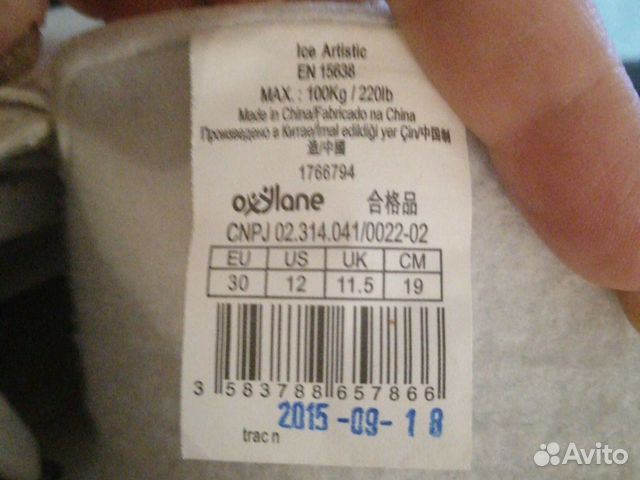 Ice Artistic
EN 15638
MAX. : 100Kg / 220lb
Made in China/Fabricado na China
Произведено в Китае/Imal edildiği yer Çin/中国制
造/中國
1766794
oxylane 合格品
CNPJ 02.314.041/0022-02
EU US UK CM
30 12 11.5 19
3 583788 657866
2015-09-18
trac n
Avito